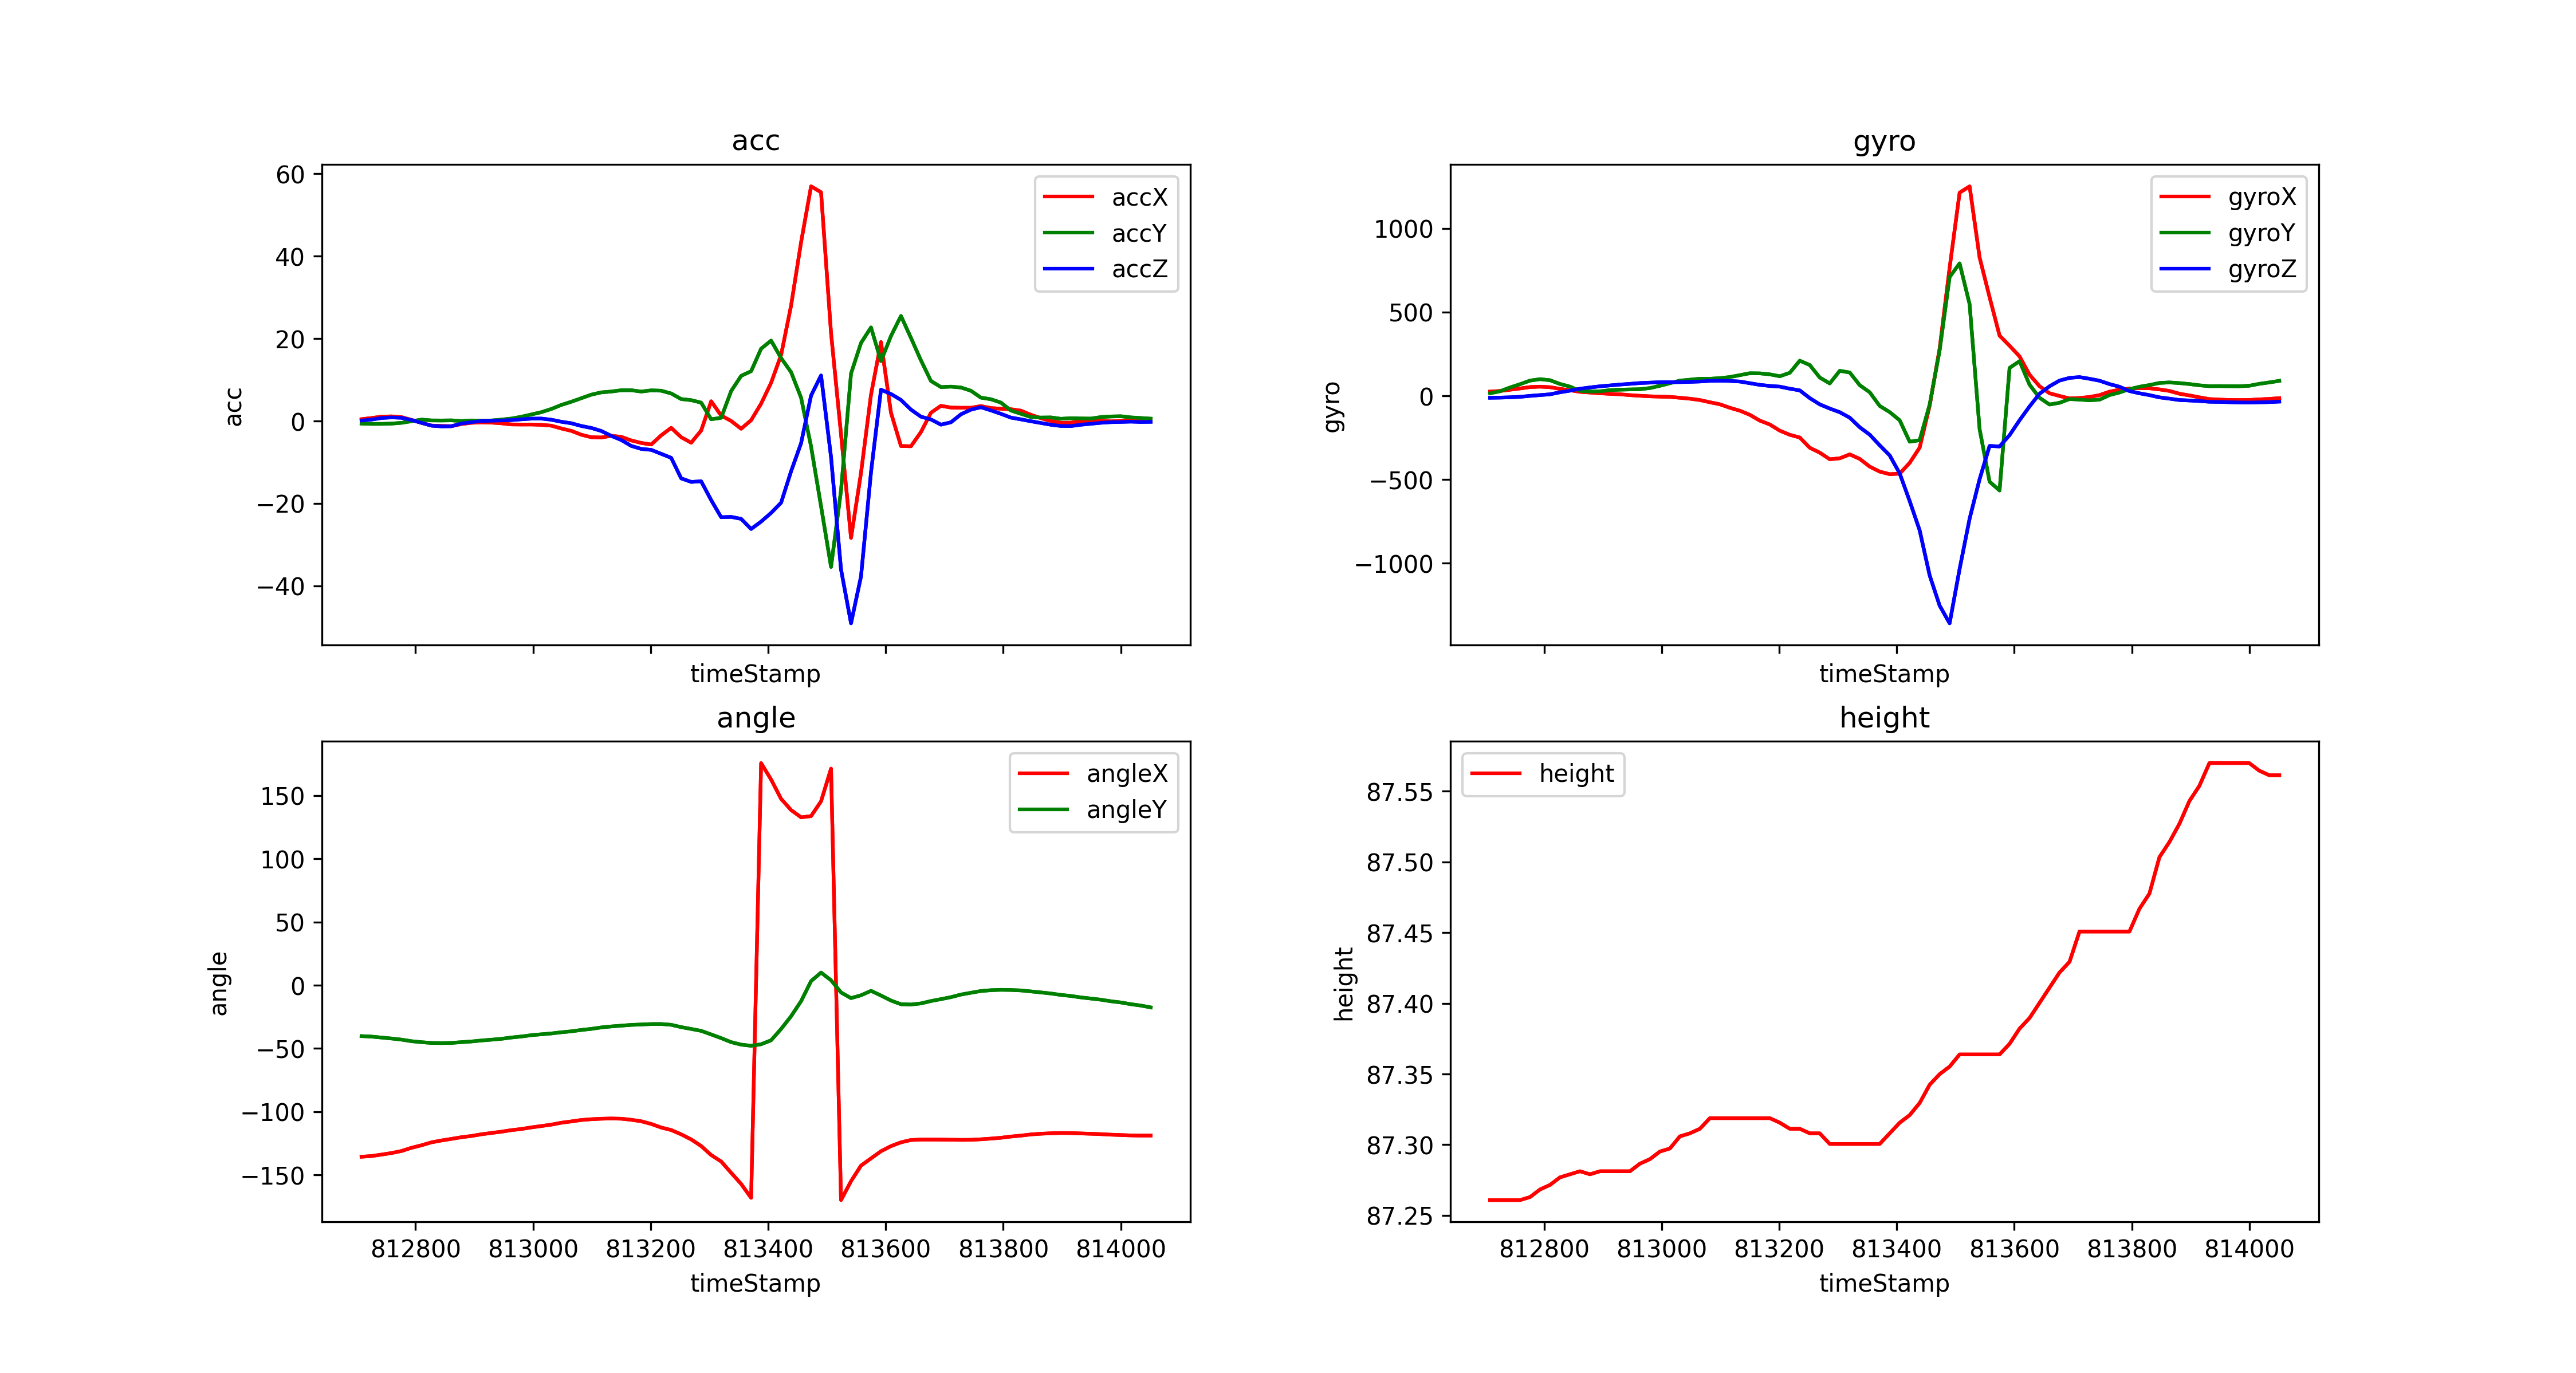 acc
60
40
20
0
−20
−40
acc
accX
accY
accZ
timeStamp
gyro
1000
500
0
−500
−1000
gyro
gyroX
gyroY
gyroZ
timeStamp
angle
150
100
50
0
−50
−100
−150
angle
angleX
angleY
812800 813000 813200 813400 813600 813800 814000
timeStamp
height
87.55
87.50
87.45
87.40
87.35
87.30
87.25
height
height
812800 813000 813200 813400 813600 813800 814000
timeStamp